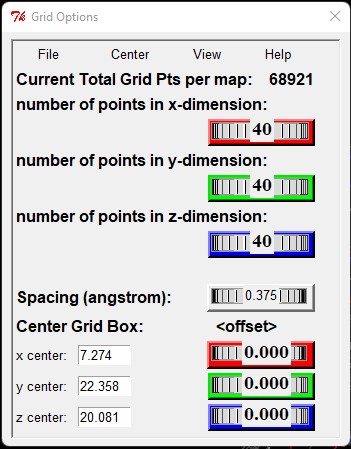 Grid Options
File Center View Help
Current Total Grid Pts per map: 68921
number of points in x-dimension:
40
number of points in y-dimension:
40
number of points in z-dimension:
40
Spacing (angstrom): 0.375
Center Grid Box: <offset>
x center: 7.274 0.000
y center: 22.358 0.000
z center: 20.081 0.000